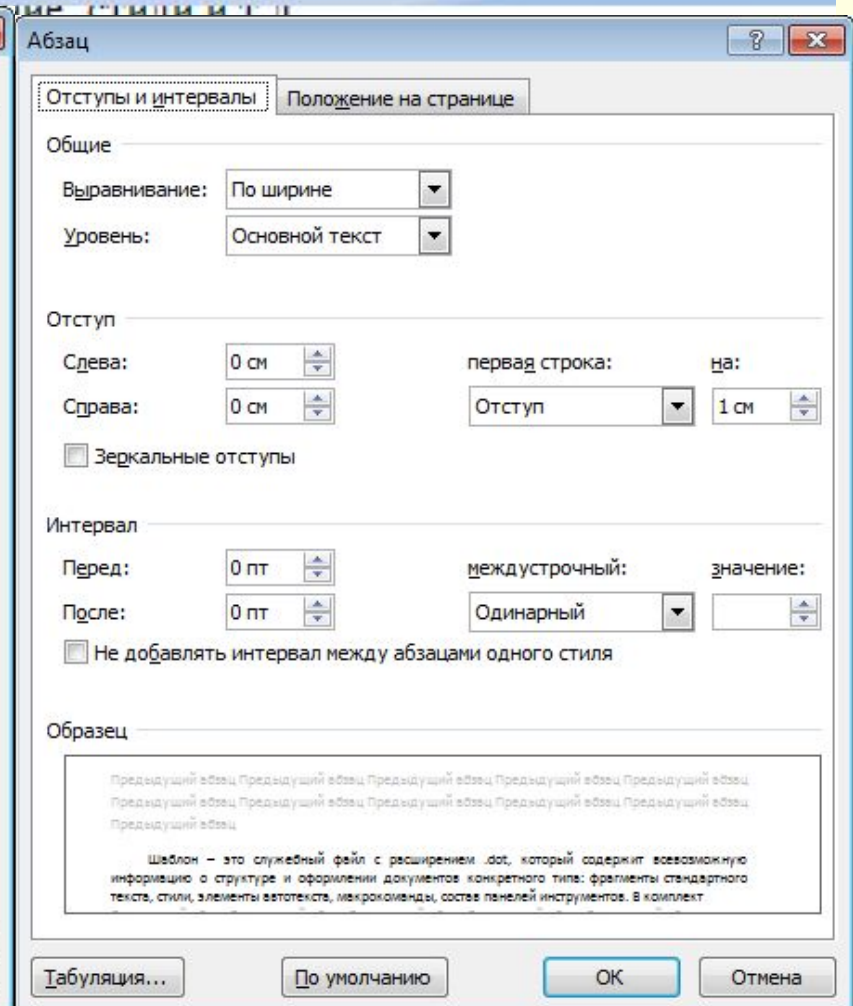 Абзац
Отступы и интервалы Положение на странице
Общие
Выравнивание: По ширине
Уровень: Основной текст
Отступ
Слева: 0 см первая строка: на:
Справа: 0 см Отступ 1 см
Зеркальные отступы
Интервал
Перед: 0 пт междустрочный: значение:
После: 0 пт Одинарный
Не добавлять интервал между абзацами одного стиля
Образец
Предыдущий абзац Предыдущий абзац Предыдущий абзац Предыдущий абзац Предыдущий абзац
Предыдущий абзац Предыдущий абзац Предыдущий абзац Предыдущий абзац Предыдущий абзац
Предыдущий абзац
Шаблон – это служебный файл с расширением .dot, который содержит всевозможную
информацию о структуре и оформлении документов конкретного типа: фрагменты стандартного
текста, стили, элементы автотекста, макрокоманды, состав панелей инструментов. В комплект
Табуляция... По умолчанию ОК Отмена